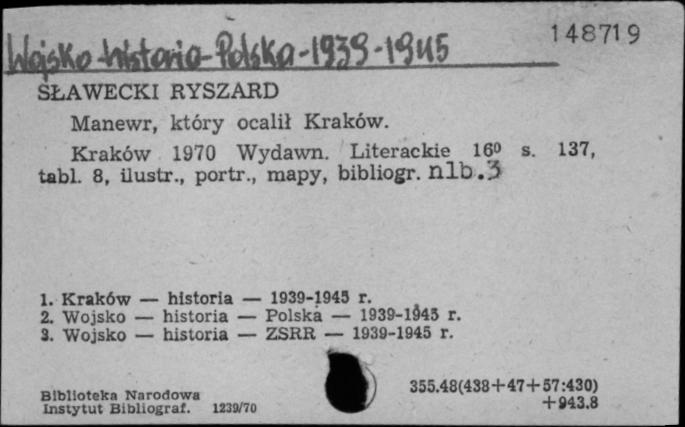 Wojsko-historia-Polska-1939-1945
148719
SŁAWECKI RYSZARD
Manewr, który ocalił Kraków.
Kraków 1970 Wydawn. Literackie 16⁰ s. 137,
tabl. 8, ilustr., portr., mapy, bibliogr. nlb.3
1. Kraków — historia — 1939-1945 r.
2. Wojsko — historia — Polska — 1939-1945 r.
3. Wojsko — historia — ZSRR — 1939-1945 r.
Biblioteka Narodowa
Instytut Bibliograf. 1239/70
355.48(438+47+57:430)
+943.8